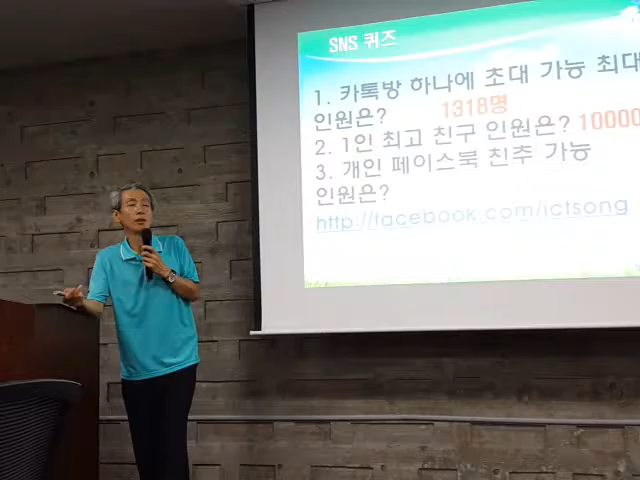 SNS 퀴즈
1. 카톡방 하나에 초대 가능 최대
인원은? 1318명
2. 1인 최고 친구 인원은? 10000
3. 개인 페이스북 친추 가능
인원은?
http://facebook.com/ictsong